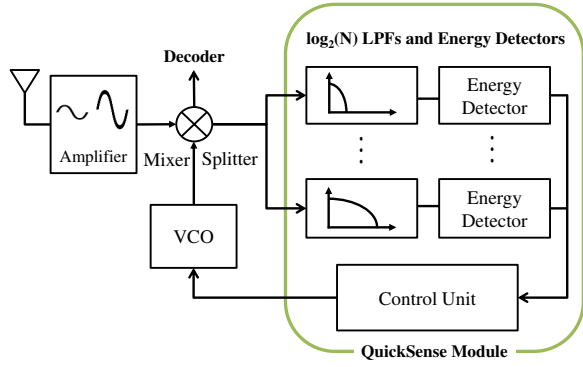 log₂(N) LPFs and Energy Detectors
Decoder
Amplifier
Mixer
Splitter
Energy
Detector
Energy
Detector
VCO
Control Unit
QuickSense Module